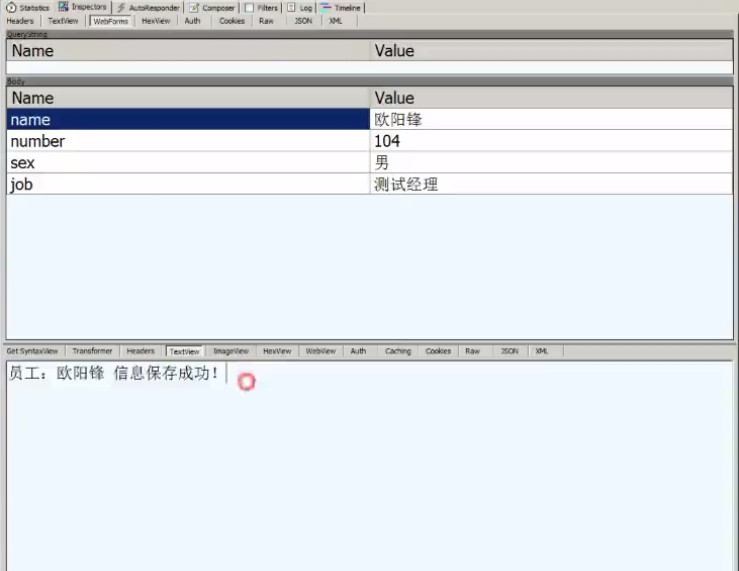 Statistics Inspectors AutoResponder Composer Filters Log Timeline
Headers TextView WebForms HexView Auth Cookies Raw JSON XML
QueryString
Name Value
Body
Name Value
name 欧阳锋
number 104
sex 男
job 测试经理
Get SyntaxView Transformer Headers TextView ImageView HexView WebView Auth Caching Cookies Raw JSON XML
员工：欧阳锋 信息保存成功！